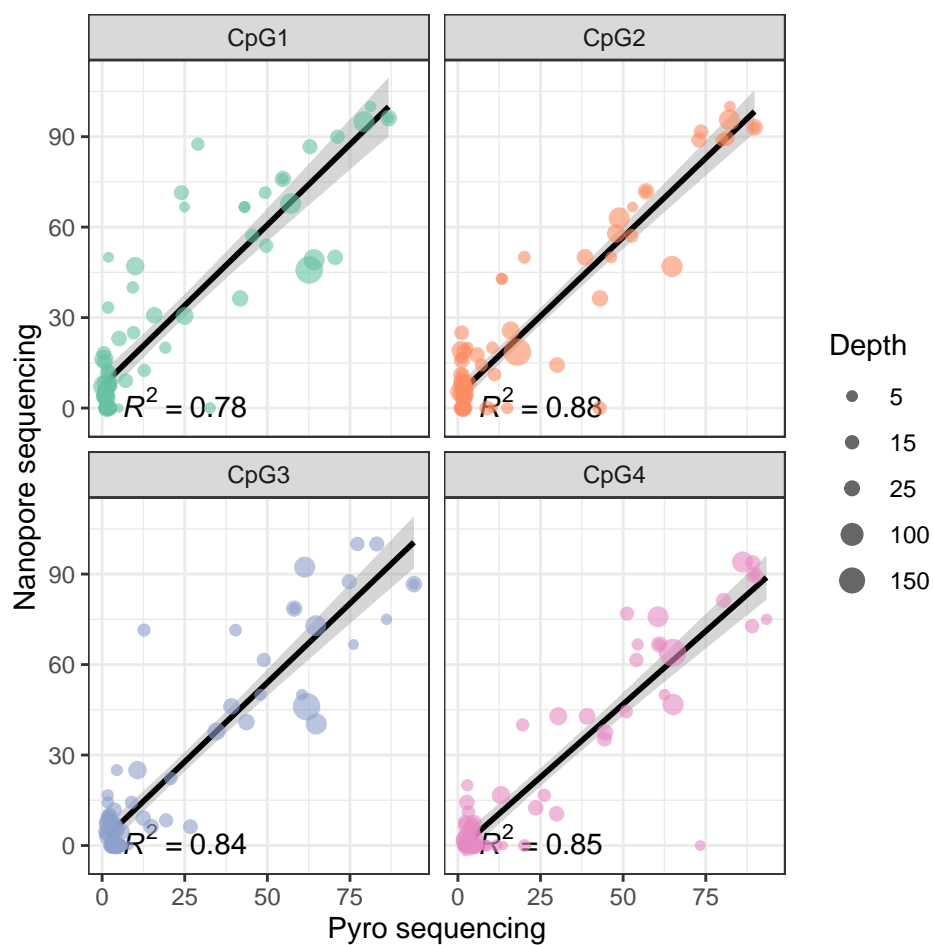 CpG1
CpG2
90
60
30
0
R² = 0.78
R² = 0.88
CpG3
CpG4
90
60
30
0
R² = 0.84
R² = 0.85
0 25 50 75
0 25 50 75
Pyro sequencing
Nanopore sequencing
Depth
5
15
25
100
150